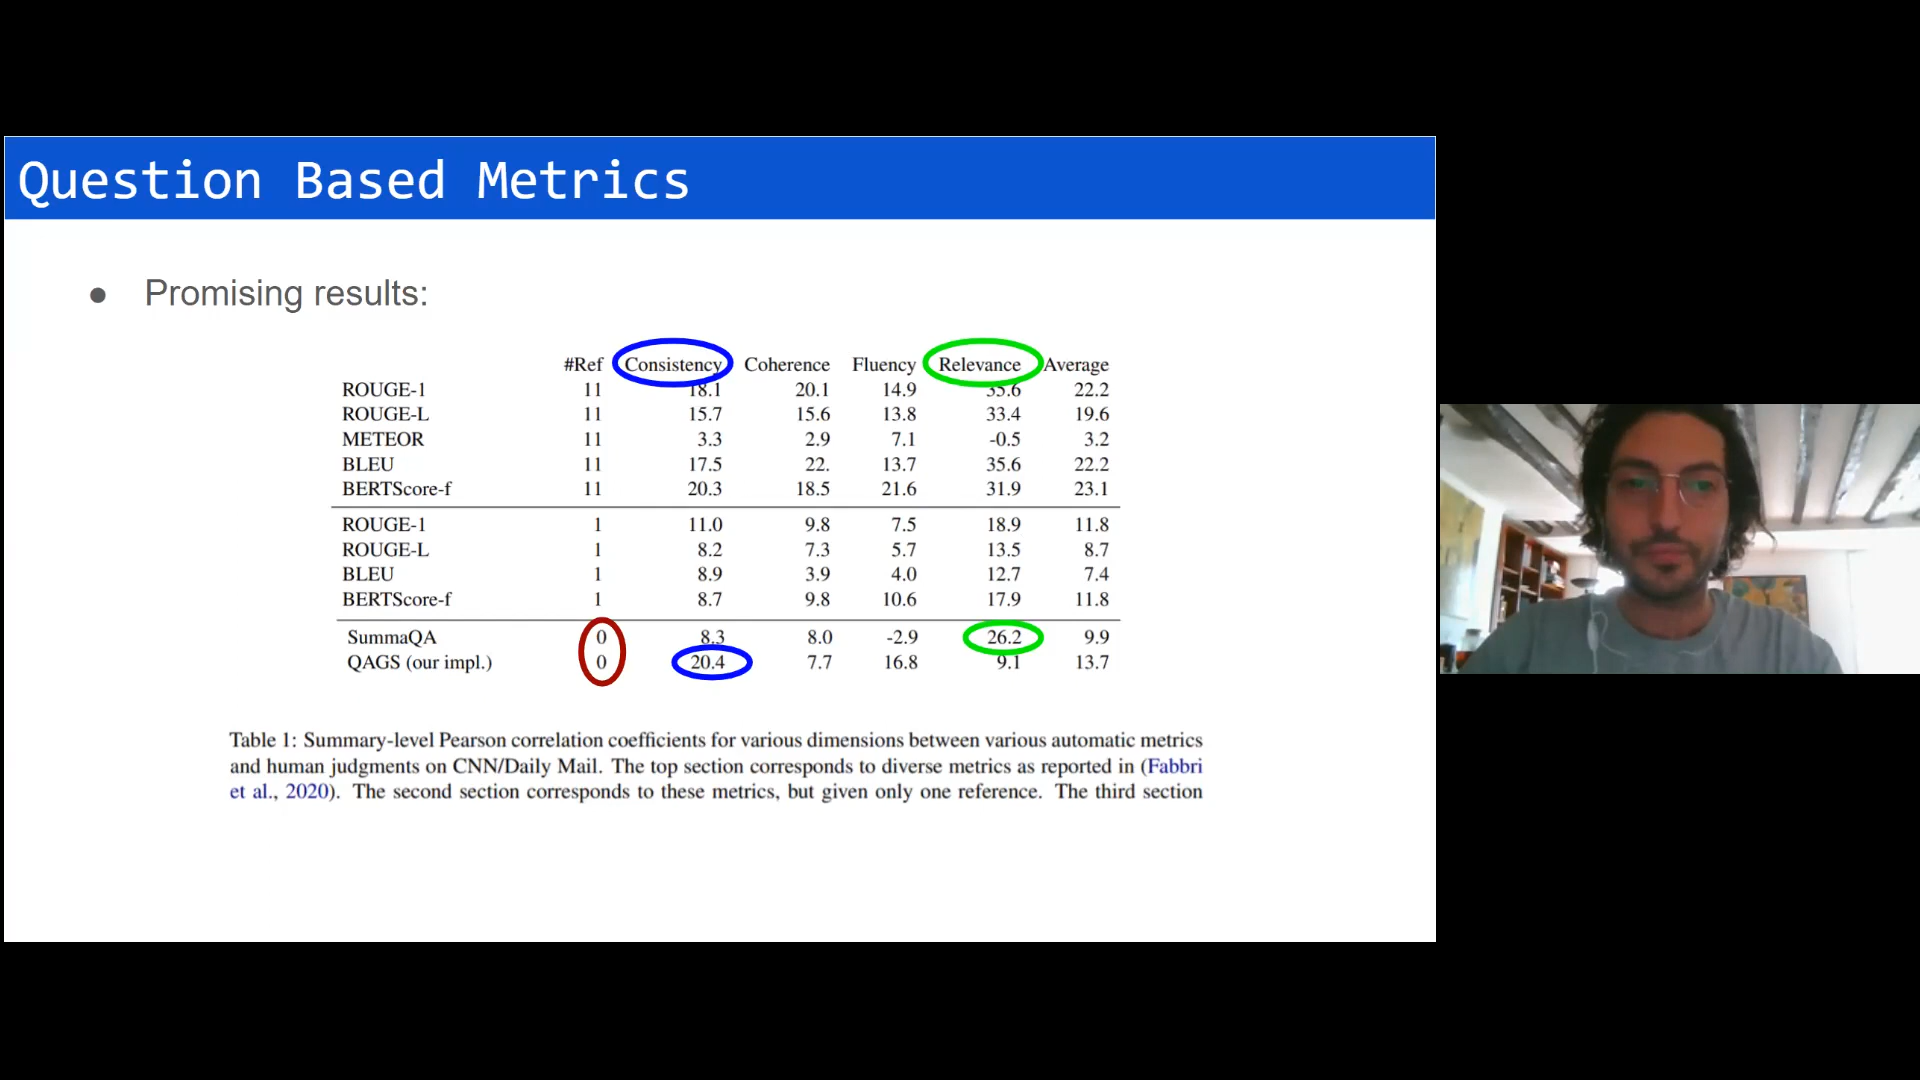 Question Based Metrics
● Promising results:
#Ref Consistency Coherence Fluency Relevance Average
ROUGE-1 11 18.1 20.1 14.9 35.6 22.2
ROUGE-L 11 15.7 15.6 13.8 33.4 19.6
METEOR 11 3.3 2.9 7.1 -0.5 3.2
BLEU 11 17.5 22. 13.7 35.6 22.2
BERTScore-f 11 20.3 18.5 21.6 31.9 23.1
ROUGE-1 1 11.0 9.8 7.5 18.9 11.8
ROUGE-L 1 8.2 7.3 5.7 13.5 8.7
BLEU 1 8.9 3.9 4.0 12.7 7.4
BERTScore-f 1 8.7 9.8 10.6 17.9 11.8
SummaQA 0 8.3 8.0 -2.9 26.2 9.9
QAGS (our impl.) 0 20.4 7.7 16.8 9.1 13.7
Table 1: Summary-level Pearson correlation coefficients for various dimensions between various automatic metrics
and human judgments on CNN/Daily Mail. The top section corresponds to diverse metrics as reported in (Fabbri
et al., 2020). The second section corresponds to these metrics, but given only one reference. The third section